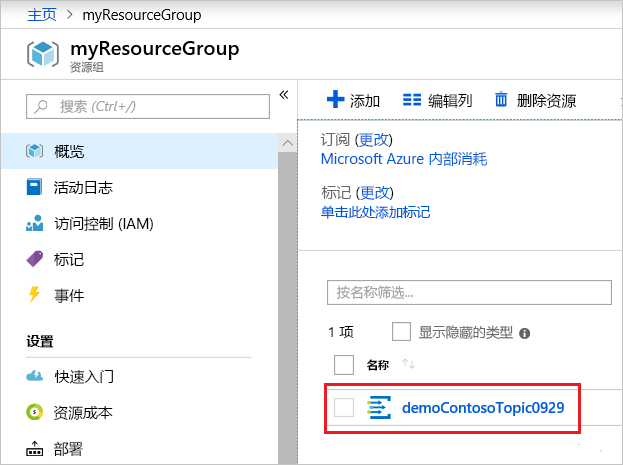 主页 > myResourceGroup
myResourceGroup
资源组
搜索 (Ctrl+/)
概览
活动日志
访问控制 (IAM)
标记
事件
设置
快速入门
资源成本
部署
添加 编辑列 删除资源
订阅 (更改)
Microsoft Azure 内部消耗
标记 (更改)
单击此处添加标记
按名称筛选...
1 项 显示隐藏的类型
名称
demoContosoTopic0929